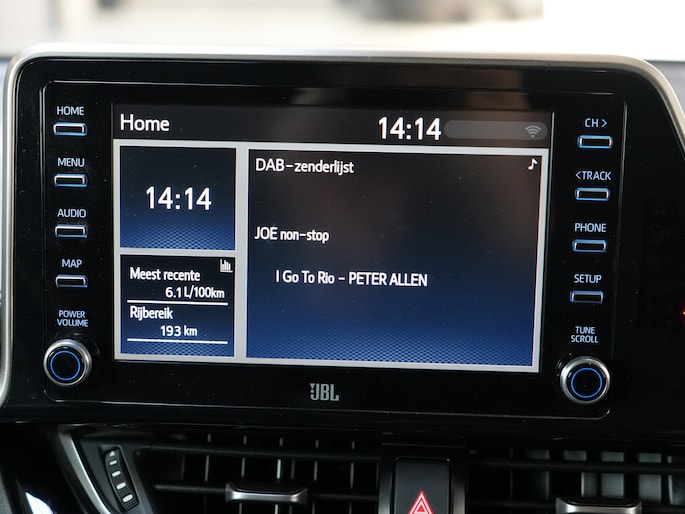 HOME
MENU
AUDIO
MAP
POWER
VOLUME
Home
14:14
14:14
Meest recente
6.1 L/100km
Rijbereik
193 km
DAB-zenderlijst
JOE non-stop
I Go To Rio - PETER ALLEN
CH >
<TRACK
PHONE
SETUP
TUNE
SCROLL
JBL